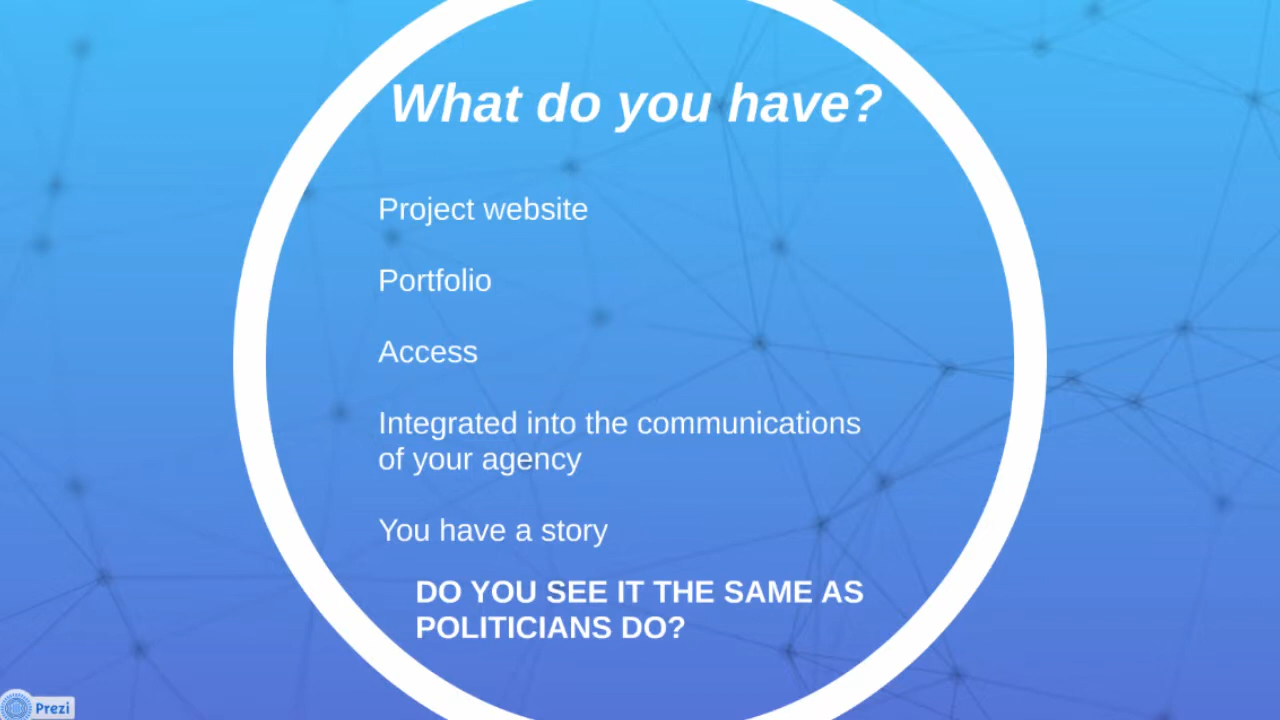 What do you have?
Project website
Portfolio
Access
Integrated into the communications
of your agency
You have a story
DO YOU SEE IT THE SAME AS
POLITICIANS DO?
Prezi